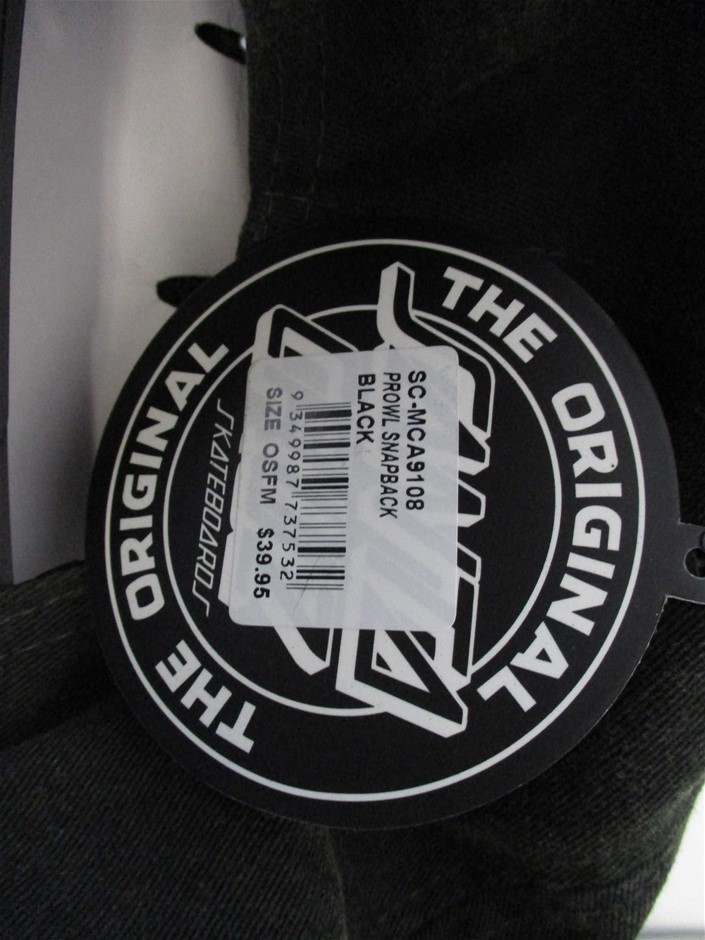 THE ORIGINAL
SC-MCA9108
PROWL SNAPBACK
BLACK
9 349987 737532
SIZE OSFM $39.95
SKATEBOARDS
THE ORIGINAL